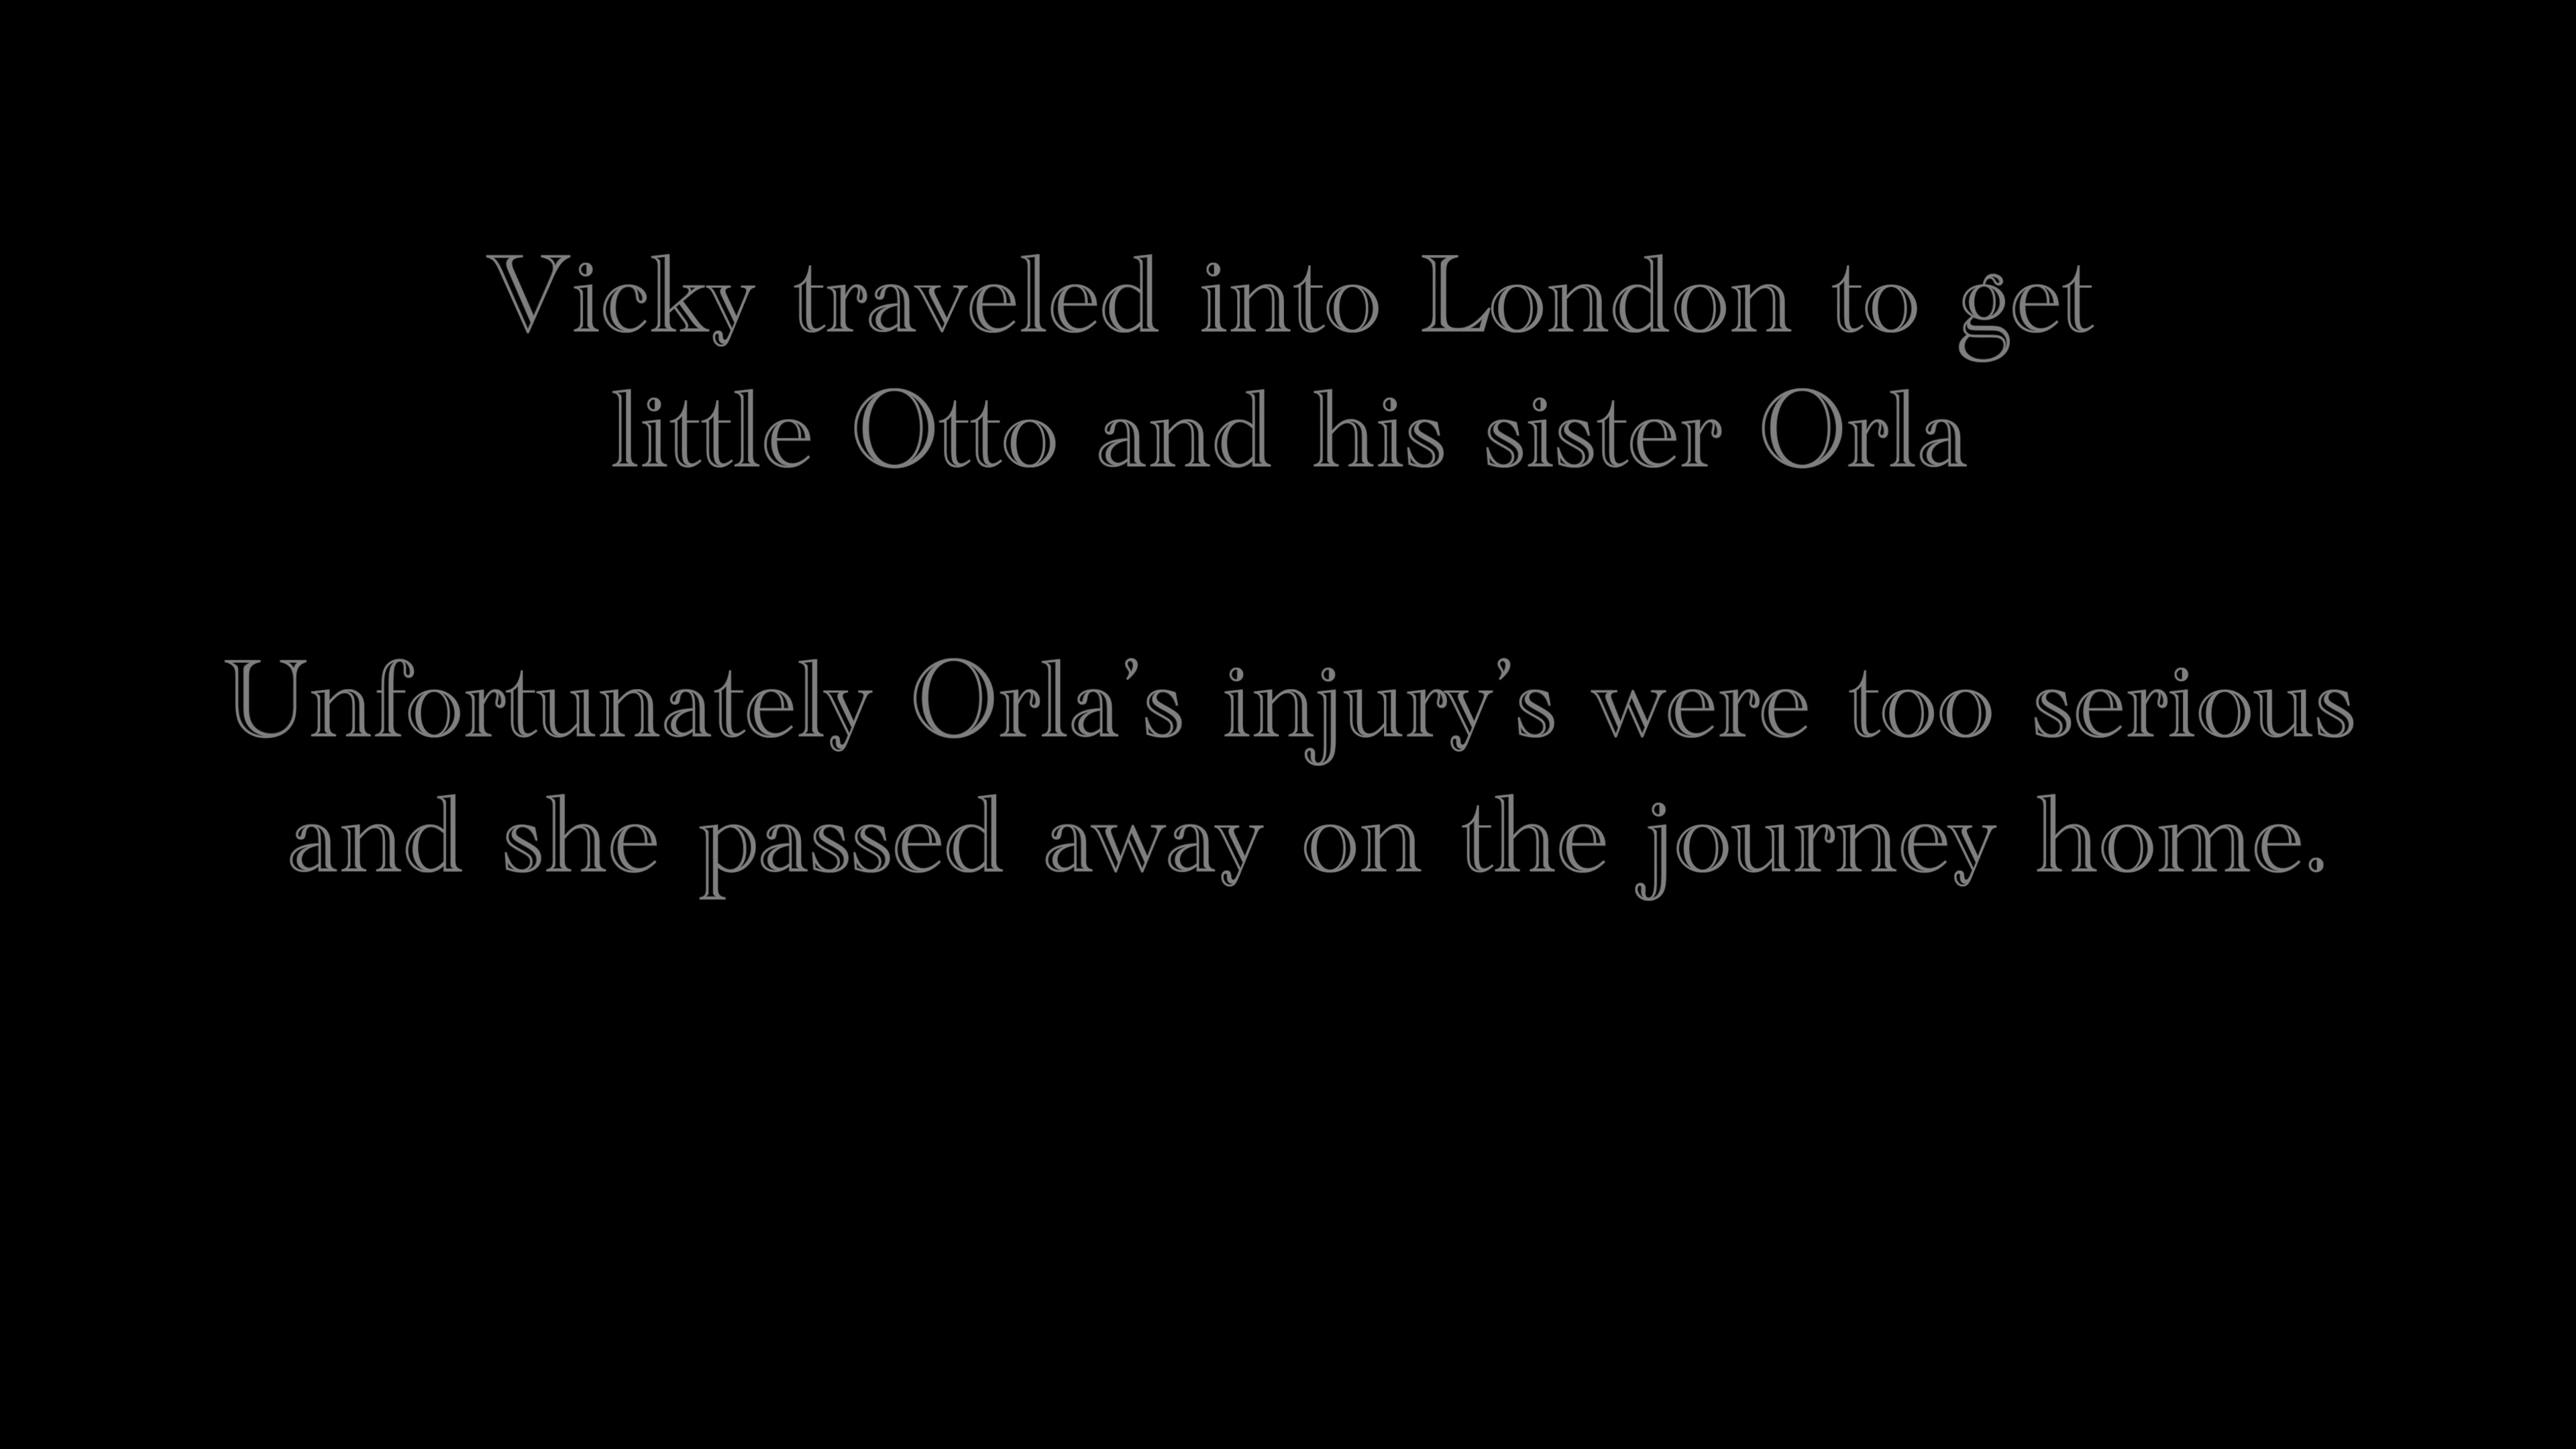 Vicky traveled into London to get
little Otto and his sister Orla
Unfortunately Orla’s injury’s were too serious
and she passed away on the journey home.